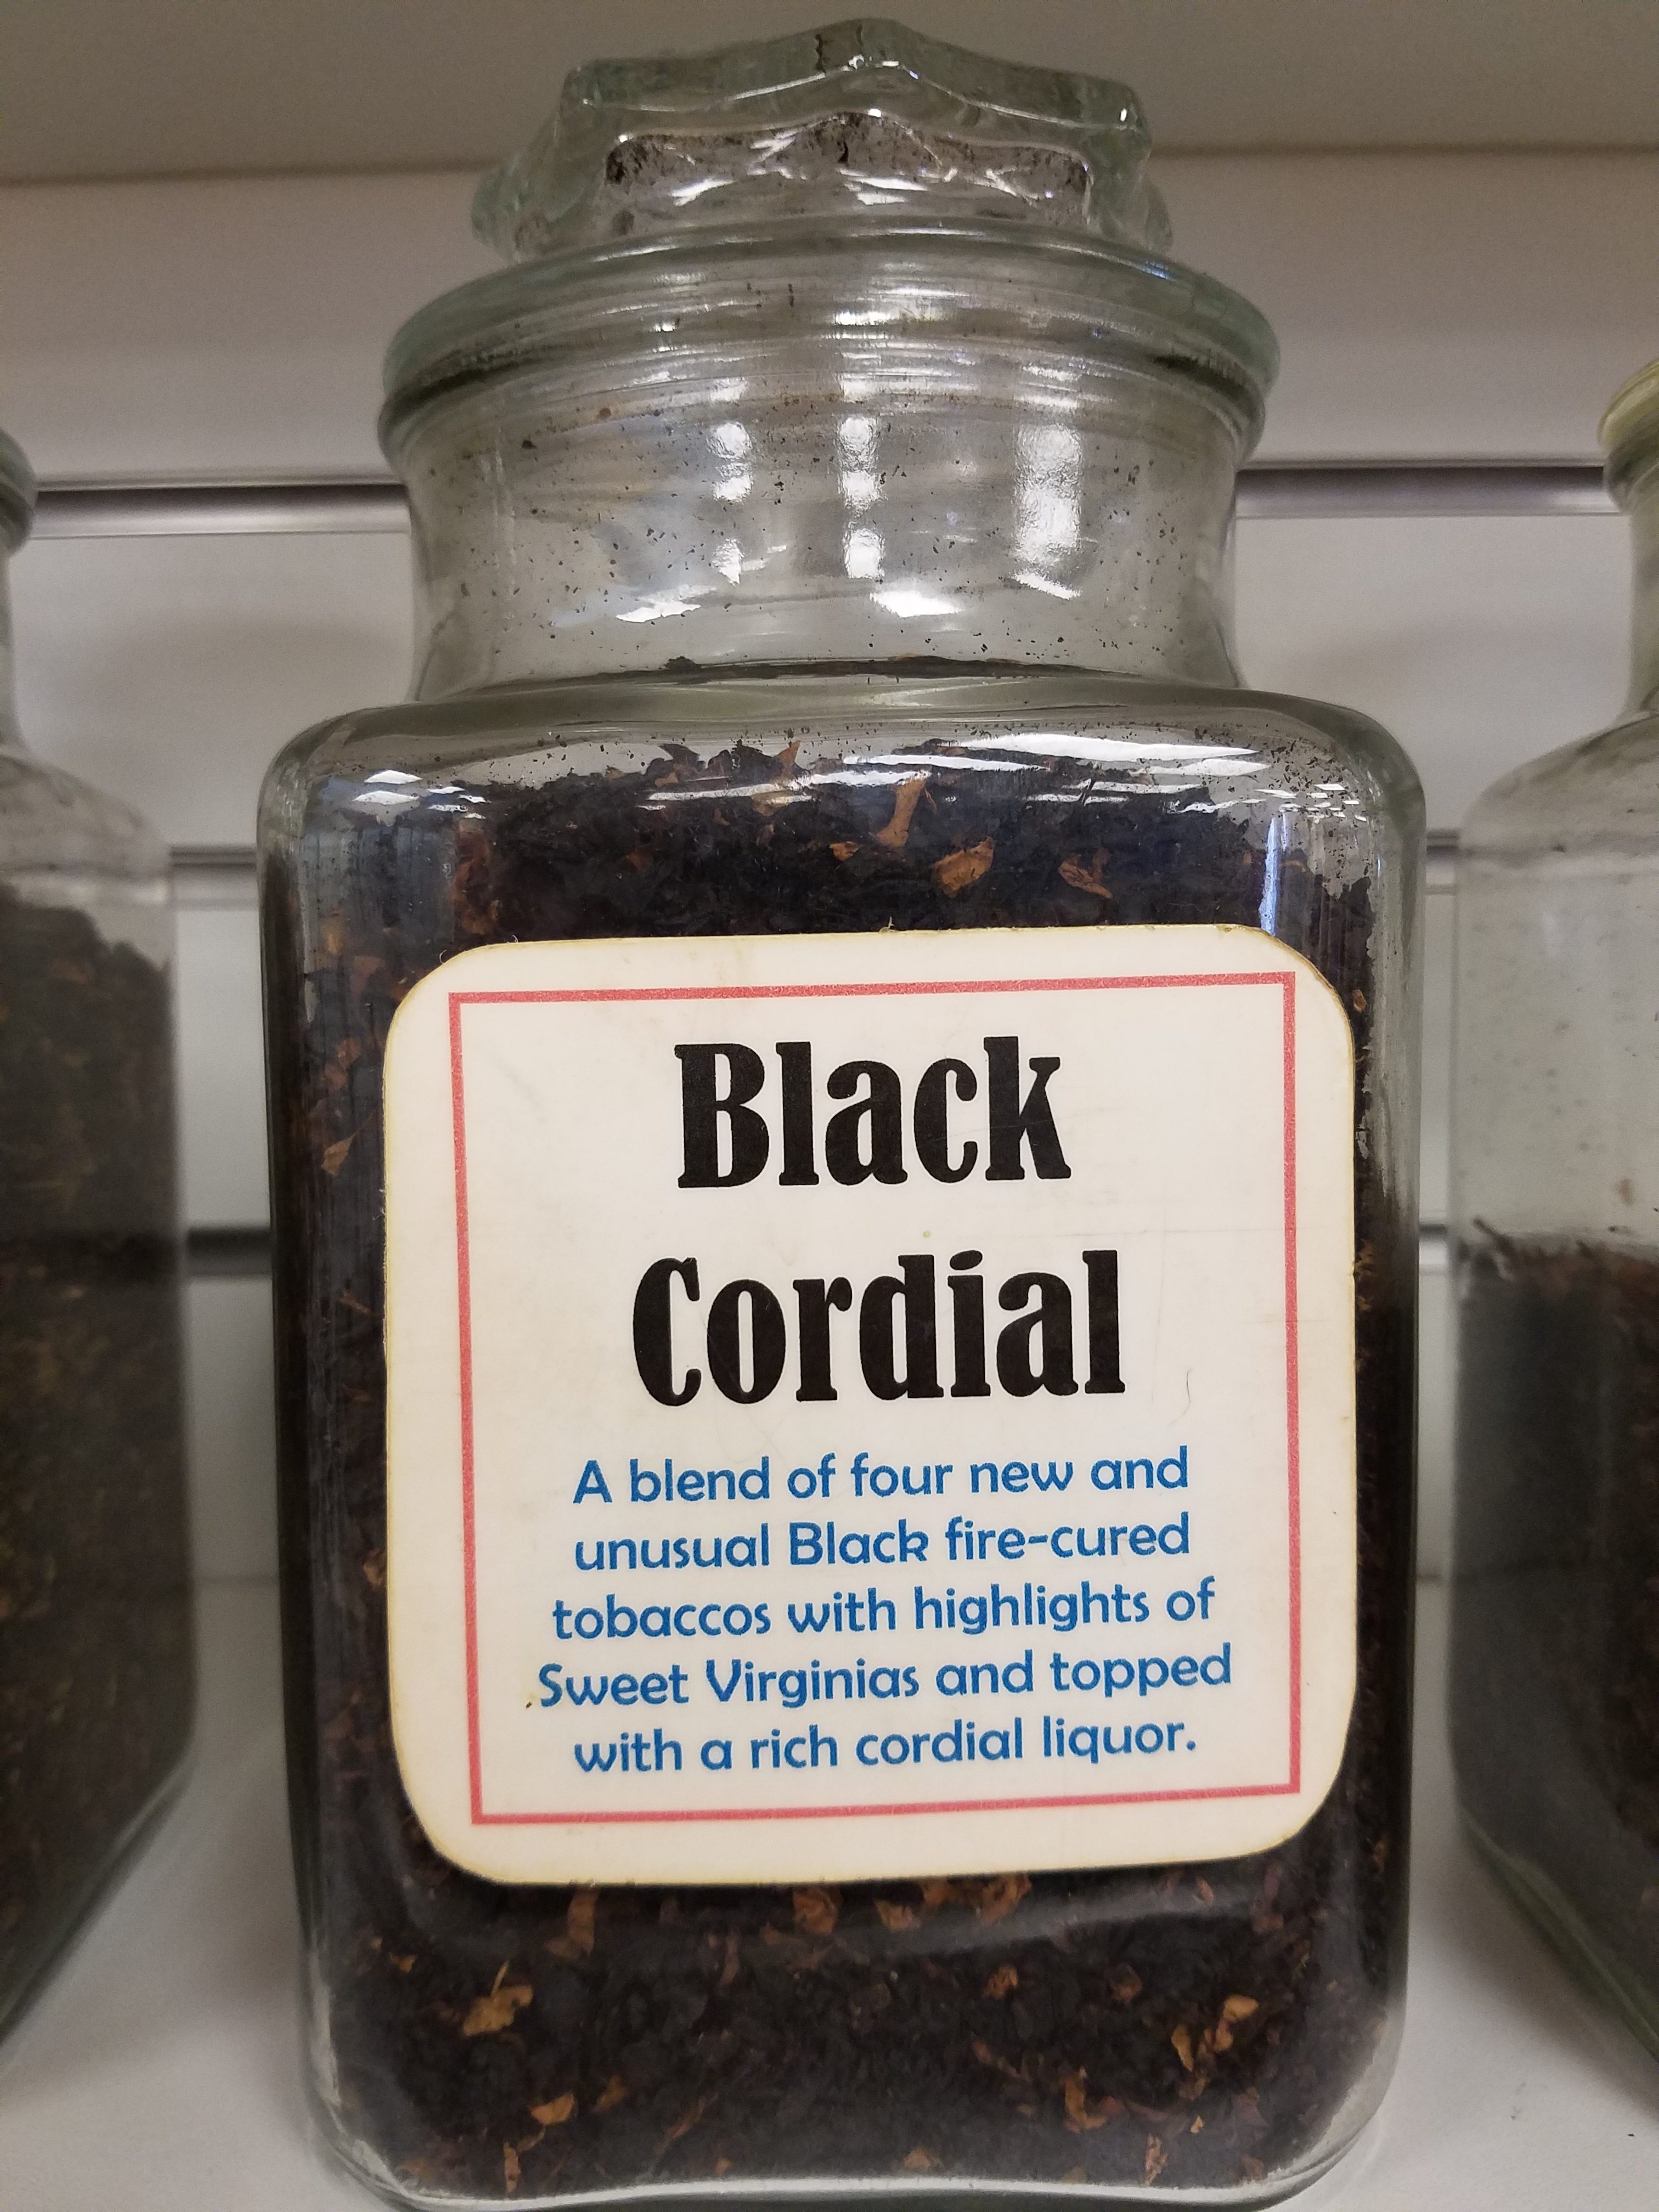 Black
Cordial
A blend of four new and
unusual Black fire-cured
tobaccos with highlights of
Sweet Virginias and topped
with a rich cordial liquor.